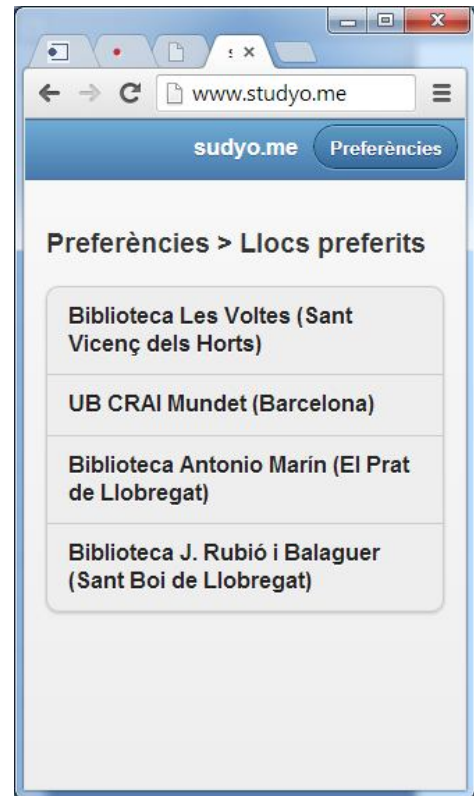 www.studyo.me
sudyo.me Preferències
Preferències > Llocs preferits
Biblioteca Les Voltes (Sant
Vicenç dels Horts)
UB CRAI Mundet (Barcelona)
Biblioteca Antonio Marín (El Prat
de Llobregat)
Biblioteca J. Rubió i Balaguer
(Sant Boi de Llobregat)